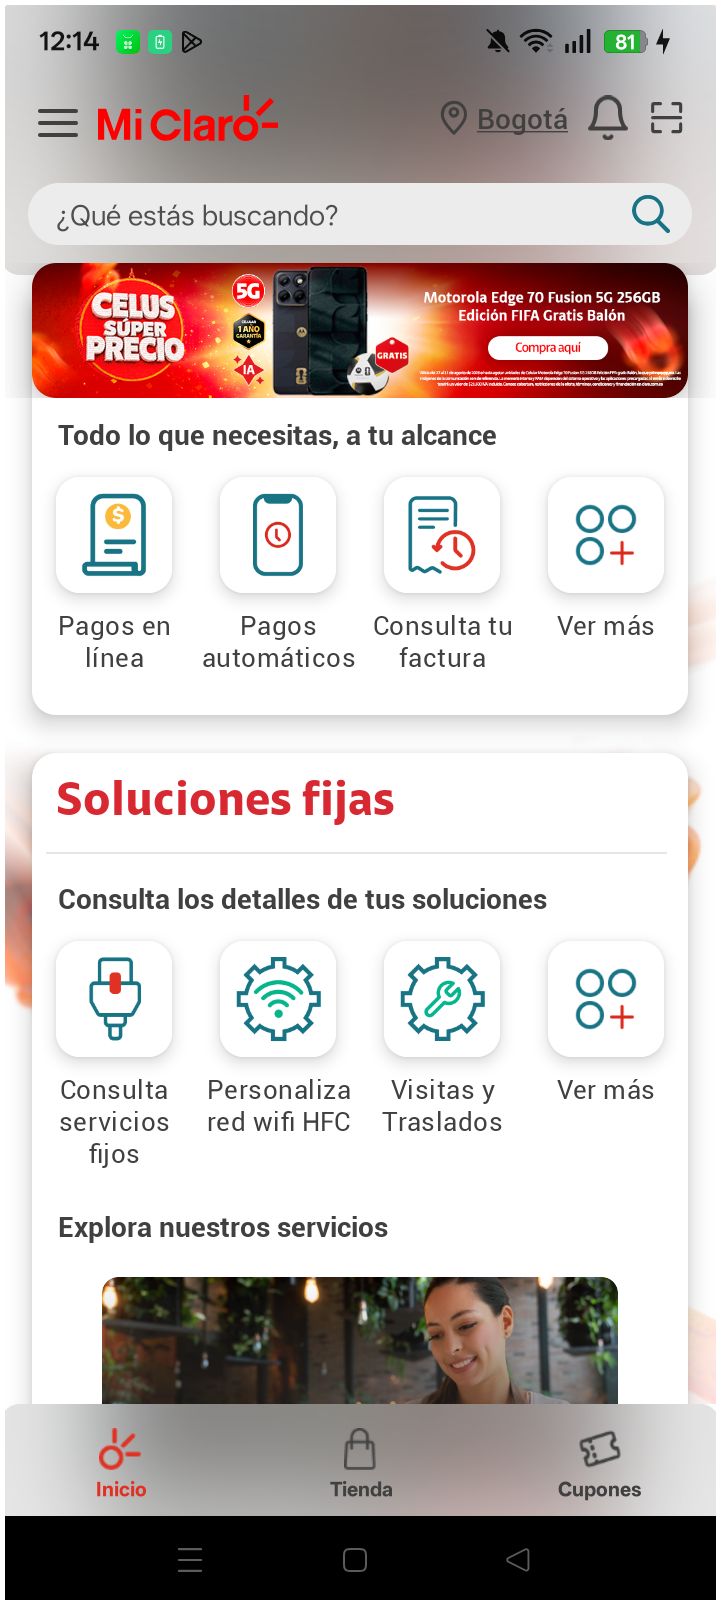 12:14
81
Mi Claro
Bogotá
¿Qué estás buscando?
CELUS
SÚPER
PRECIO
5G
1 AÑO
GARANTÍA
IA
GRATIS
Motorola Edge 70 Fusion 5G 256GB
Edición FIFA Gratis Balón
Compra aquí
Todo lo que necesitas, a tu alcance
$
Pagos en
línea
Pagos
automáticos
Consulta tu
factura
Ver más
Soluciones fijas
Consulta los detalles de tus soluciones
Consulta
servicios
fijos
Personaliza
red wifi HFC
Visitas y
Traslados
Ver más
Explora nuestros servicios
Inicio
Tienda
Cupones